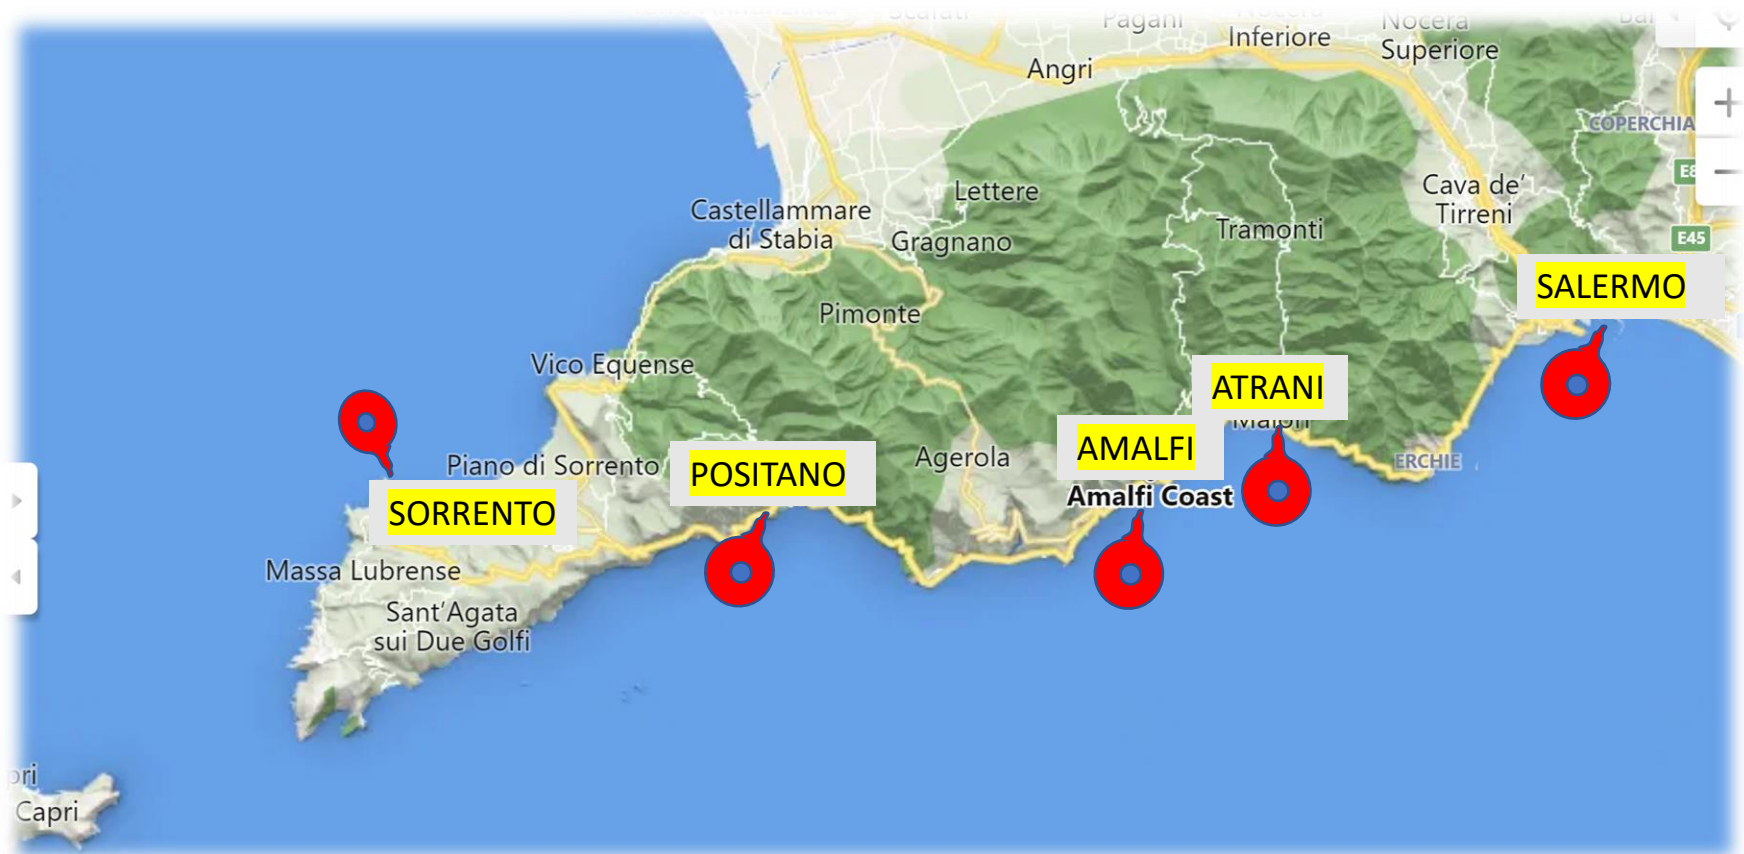 Pagani
Nocera
Inferiore
Nocera
Superiore
Angri
COPERCHIA
Lettere
Cava de'
Tirreni
Castellammare
di Stabia
Gragnano
Tramonti
E45
SALERMO
Pimonte
Vico Equense
ATRANI
Maiori
AMALFI
Piano di Sorrento
POSITANO
Agerola
ERCHIE
Amalfi Coast
SORRENTO
Massa Lubrense
Sant'Agata
sui Due Golfi
Capri